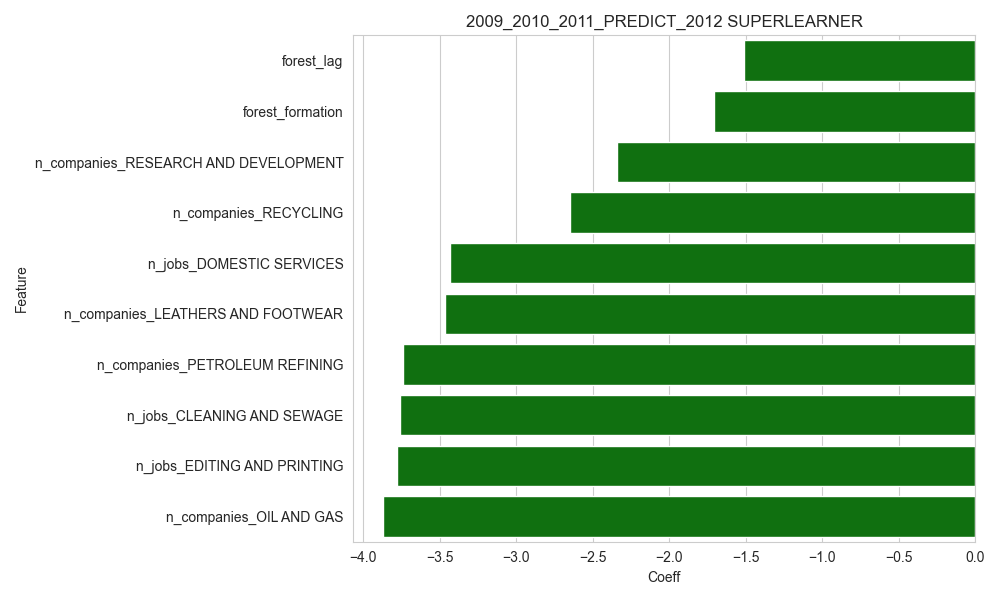 2009_2010_2011_PREDICT_2012 SUPERLEARNER
forest_lag
forest_formation
n_companies_RESEARCH AND DEVELOPMENT
n_companies_RECYCLING
n_jobs_DOMESTIC SERVICES
n_companies_LEATHERS AND FOOTWEAR
n_companies_PETROLEUM REFINING
n_jobs_CLEANING AND SEWAGE
n_jobs_EDITING AND PRINTING
n_companies_OIL AND GAS
Feature
−4.0 −3.5 −3.0 −2.5 −2.0 −1.5 −1.0 −0.5 0.0
Coeff